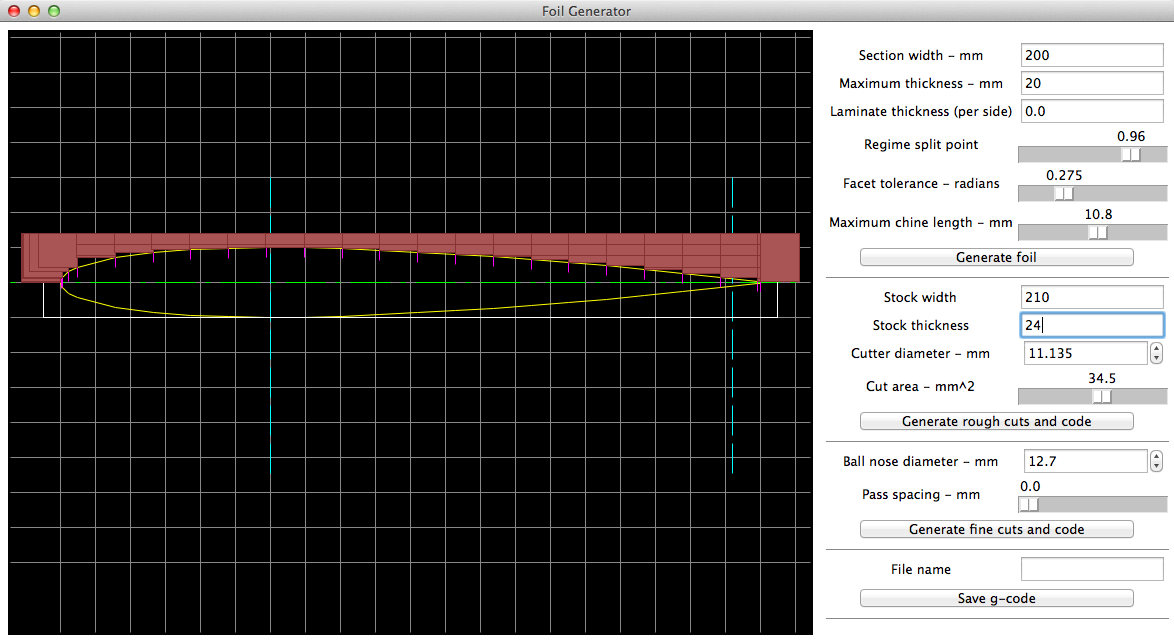 Foil Generator
Section width – mm 200
Maximum thickness – mm 20
Laminate thickness (per side) 0.0
0.96
Regime split point
0.275
Facet tolerance – radians
10.8
Maximum chine length – mm
Generate foil
Stock width 210
Stock thickness 24
Cutter diameter – mm 11.135
34.5
Cut area – mm^2
Generate rough cuts and code
Ball nose diameter – mm 12.7
0.0
Pass spacing – mm
Generate fine cuts and code
File name
Save g-code